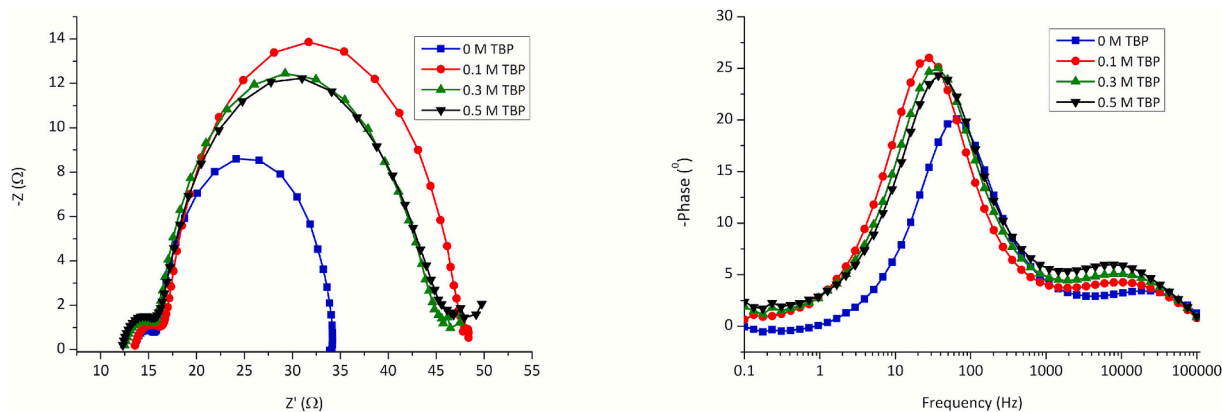 14
12
10
8
6
4
2
0
-Z (Ω)
10 15 20 25 30 35 40 45 50 55
Z' (Ω)
0 M TBP
0.1 M TBP
0.3 M TBP
0.5 M TBP
30
25
20
15
10
5
0
-Phase (⁰)
0.1 1 10 100 1000 10000 100000
Frequency (Hz)
0 M TBP
0.1 M TBP
0.3 M TBP
0.5 M TBP